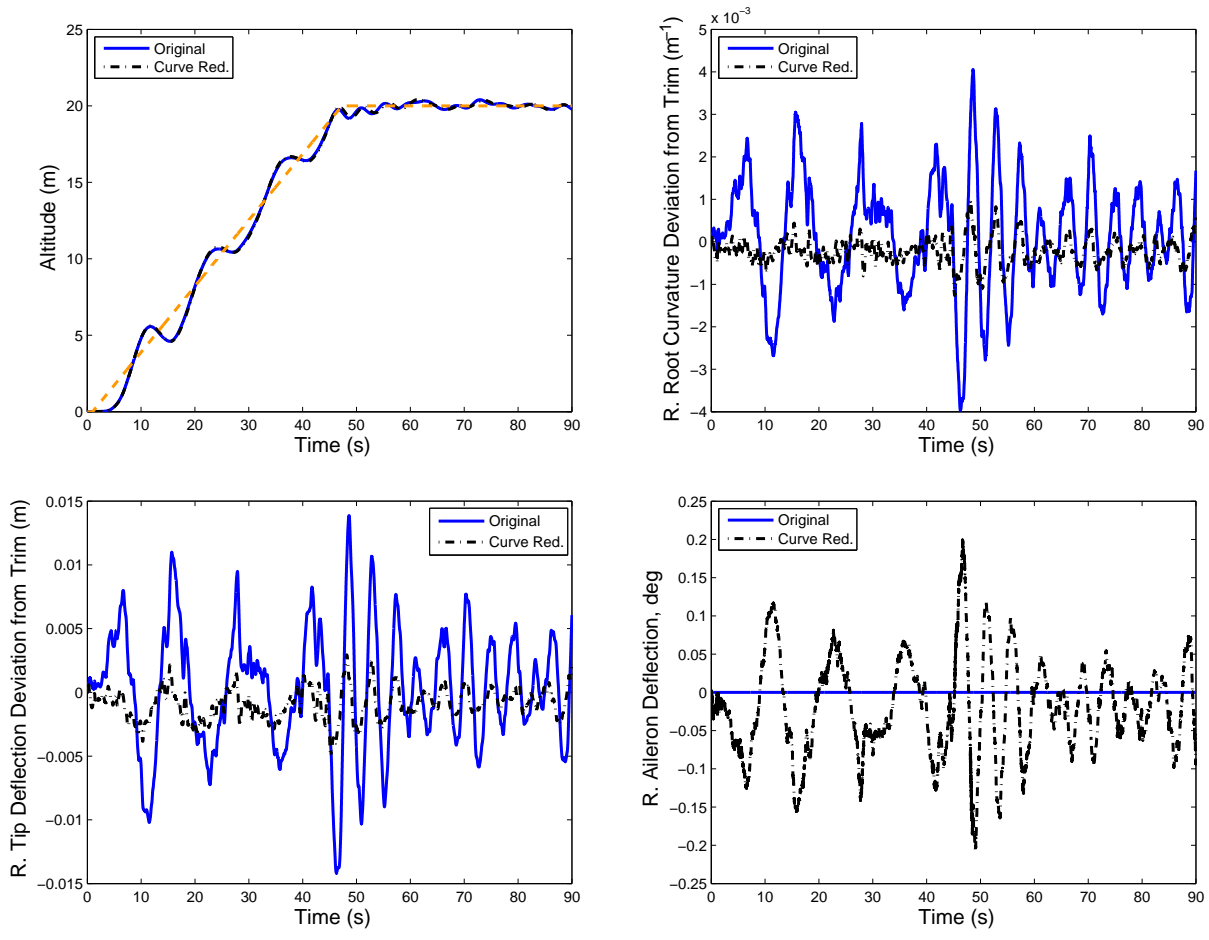 25
20
15
10
5
0
Altitude (m)
Original
Curve Red.
0 10 20 30 40 50 60 70 80 90
Time (s)
x 10−3
5
4
3
2
1
0
−1
−2
−3
−4
R. Root Curvature Deviation from Trim (m−1)
Original
Curve Red.
0 10 20 30 40 50 60 70 80 90
Time (s)
0.015
0.01
0.005
0
−0.005
−0.01
−0.015
R. Tip Deflection Deviation from Trim (m)
Original
Curve Red.
0 10 20 30 40 50 60 70 80 90
Time (s)
0.25
0.2
0.15
0.1
0.05
0
−0.05
−0.1
−0.15
−0.2
−0.25
R. Aileron Deflection, deg
Original
Curve Red.
0 10 20 30 40 50 60 70 80 90
Time (s)